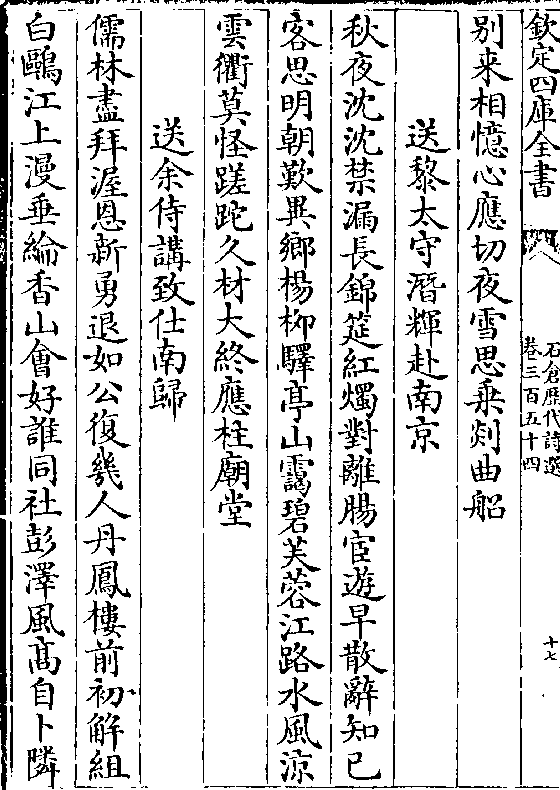 欽定四庫全書
石倉歷代詩選
卷三百五十四
十七
别来相憶心應切夜雪思乗剡曲船
送黎太守潛輝赴南京
秋夜沈沈禁漏長錦筵紅燭對離腸宦遊早散辭知已
客思明朝歎異鄉楊柳驛亭山靄碧芙蓉江路水風涼
雲衢莫怪蹉跎久材大終應柱廟堂
送余侍講致仕南歸
儒林盡拜渥恩新勇退如公復幾人丹鳳樓前初解組
白鷗江上漫垂綸香山會好誰同社彭澤風髙自卜隣